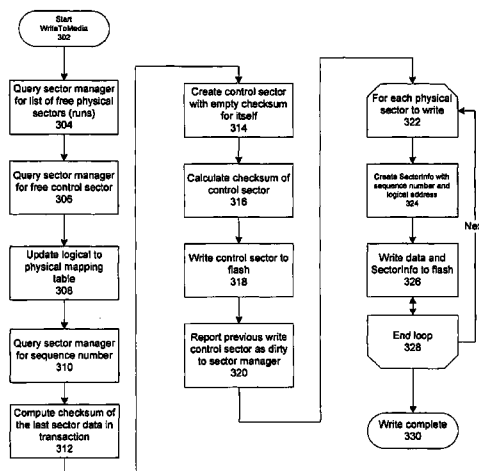 Start
WriteToMedia
302
Query sector manager
for list of free physical
sectors (runs)
304
Query sector manager
for free control sector
306
Update logical to
physical mapping
table
308
Query sector manager
for sequence number
310
Compute checksum of
the last sector data in
transaction
312
Create control sector
with empty checksum
for itself
314
Calculate checksum of
control sector
316
Write control sector to
flash
318
Report previous write
control sector as dirty
to sector manager
320
For each physical
sector to write
322
Create SectorInfo with
sequence number and
logical address
324
Write data and
SectorInfo to flash
326
End loop
328
Write complete
330